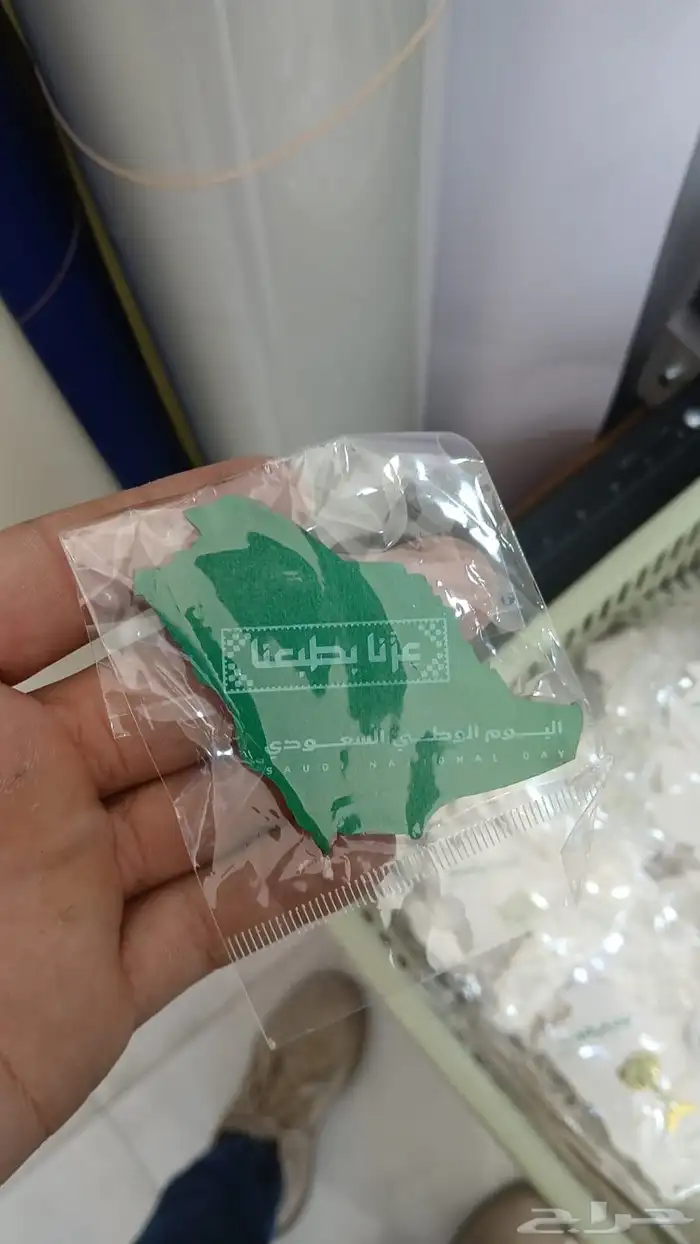 عزنا بطبعنا
اليوم الوطني السعودي
SAUDI NATIONAL DAY
حراج